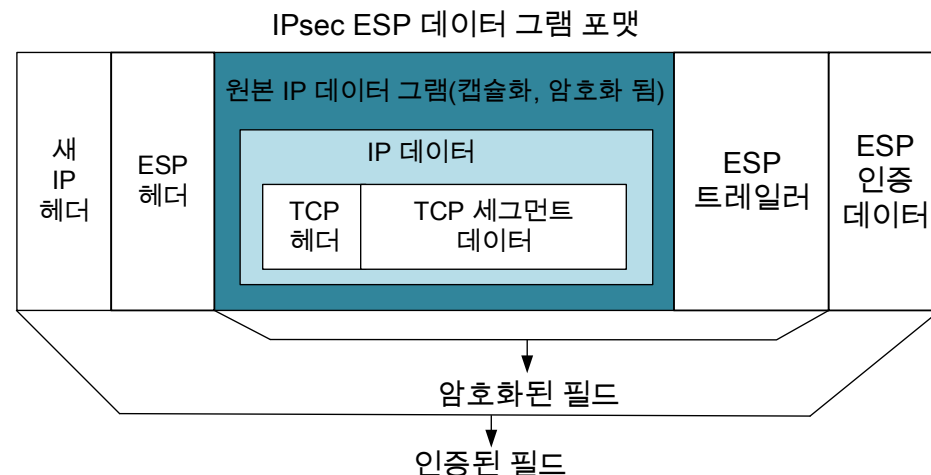 IPsec ESP 데이터 그램 포맷
새
IP
헤더
ESP
헤더
원본 IP 데이터 그램(캡슐화, 암호화 됨)
IP 데이터
TCP
헤더
TCP 세그먼트
데이터
ESP
트레일러
ESP
인증
데이터
암호화된 필드
인증된 필드